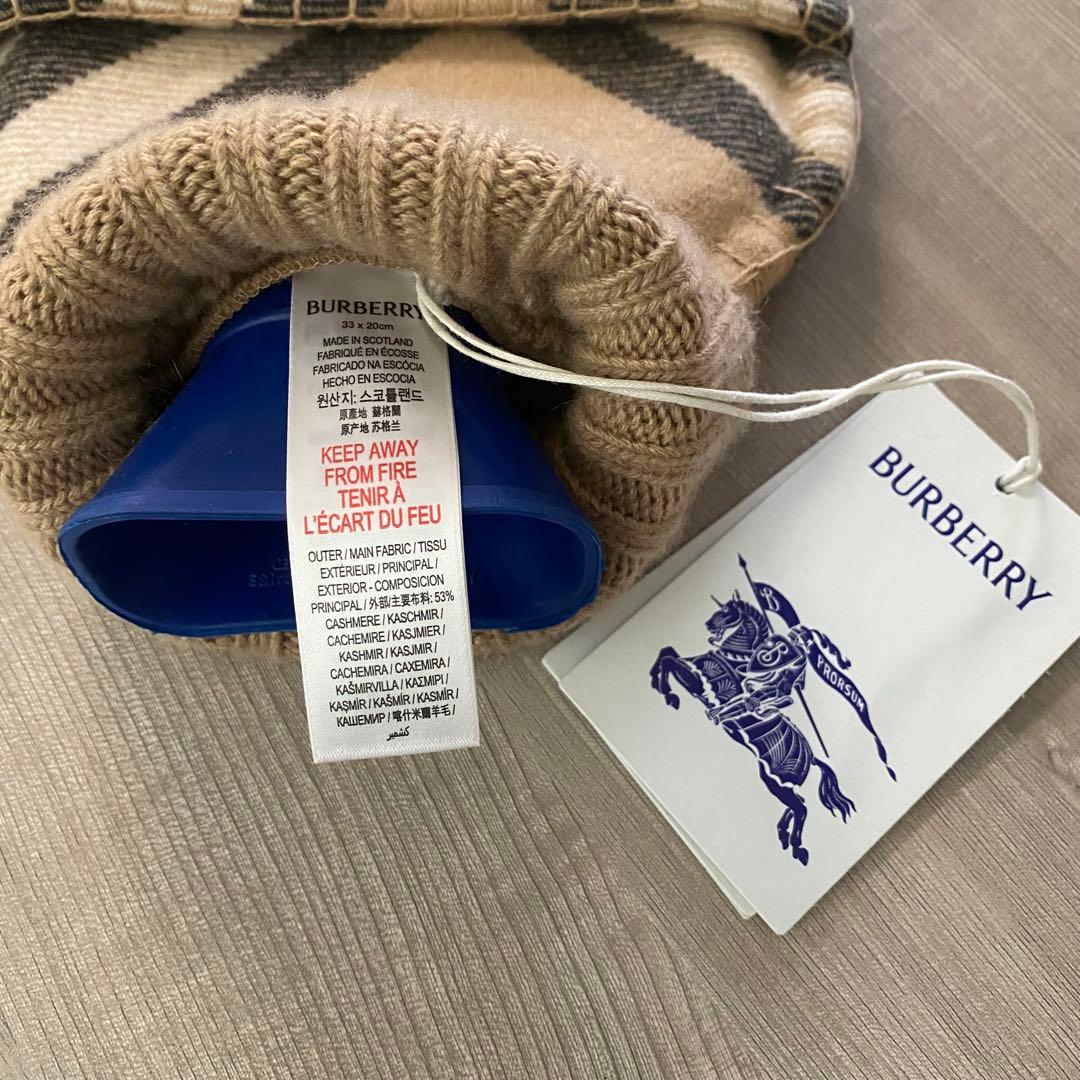 BURBERRY
33 x 20cm
MADE IN SCOTLAND
FABRIQUÉ EN ÉCOSSE
FABRICADO NA ESCÓCIA
HECHO EN ESCOCIA
원산지: 스코틀랜드
原產地 蘇格蘭
原产地 苏格兰
KEEP AWAY
FROM FIRE
TENIR À
L'ÉCART DU FEU
OUTER / MAIN FABRIC / TISSU
EXTÉRIEUR / PRINCIPAL /
EXTERIOR - COMPOSICION
PRINCIPAL / 外部/主要布料: 53%
CASHMERE / KASCHMIR /
CACHEMIRE / KASJMIER /
KASHMIR / KASJMIR /
CACHEMIRA / CAXEMIRA /
KAŠMIRVILLA / ΚΑΣΜΙΡΙ /
KAŞMİR / KAŠMÍR / KASMÍR /
КАШЕМИР / 喀什米爾羊毛 /
كشمير
BURBERRY
B
PRORSUM